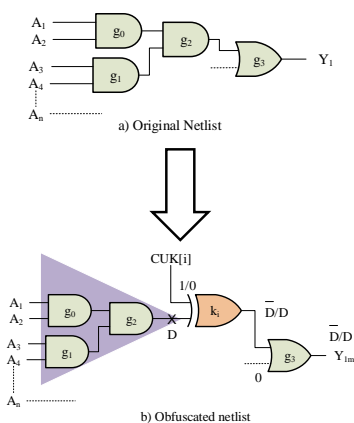 A1
A2
g0
g2
g3
Y1
A3
A4
g1
An
a) Original Netlist
CUK[i]
1/0
A1
A2
g0
g2
ki
D̅/D
D
A3
A4
g1
g3
D̅/D
Y1m
0
An
b) Obfuscated netlist